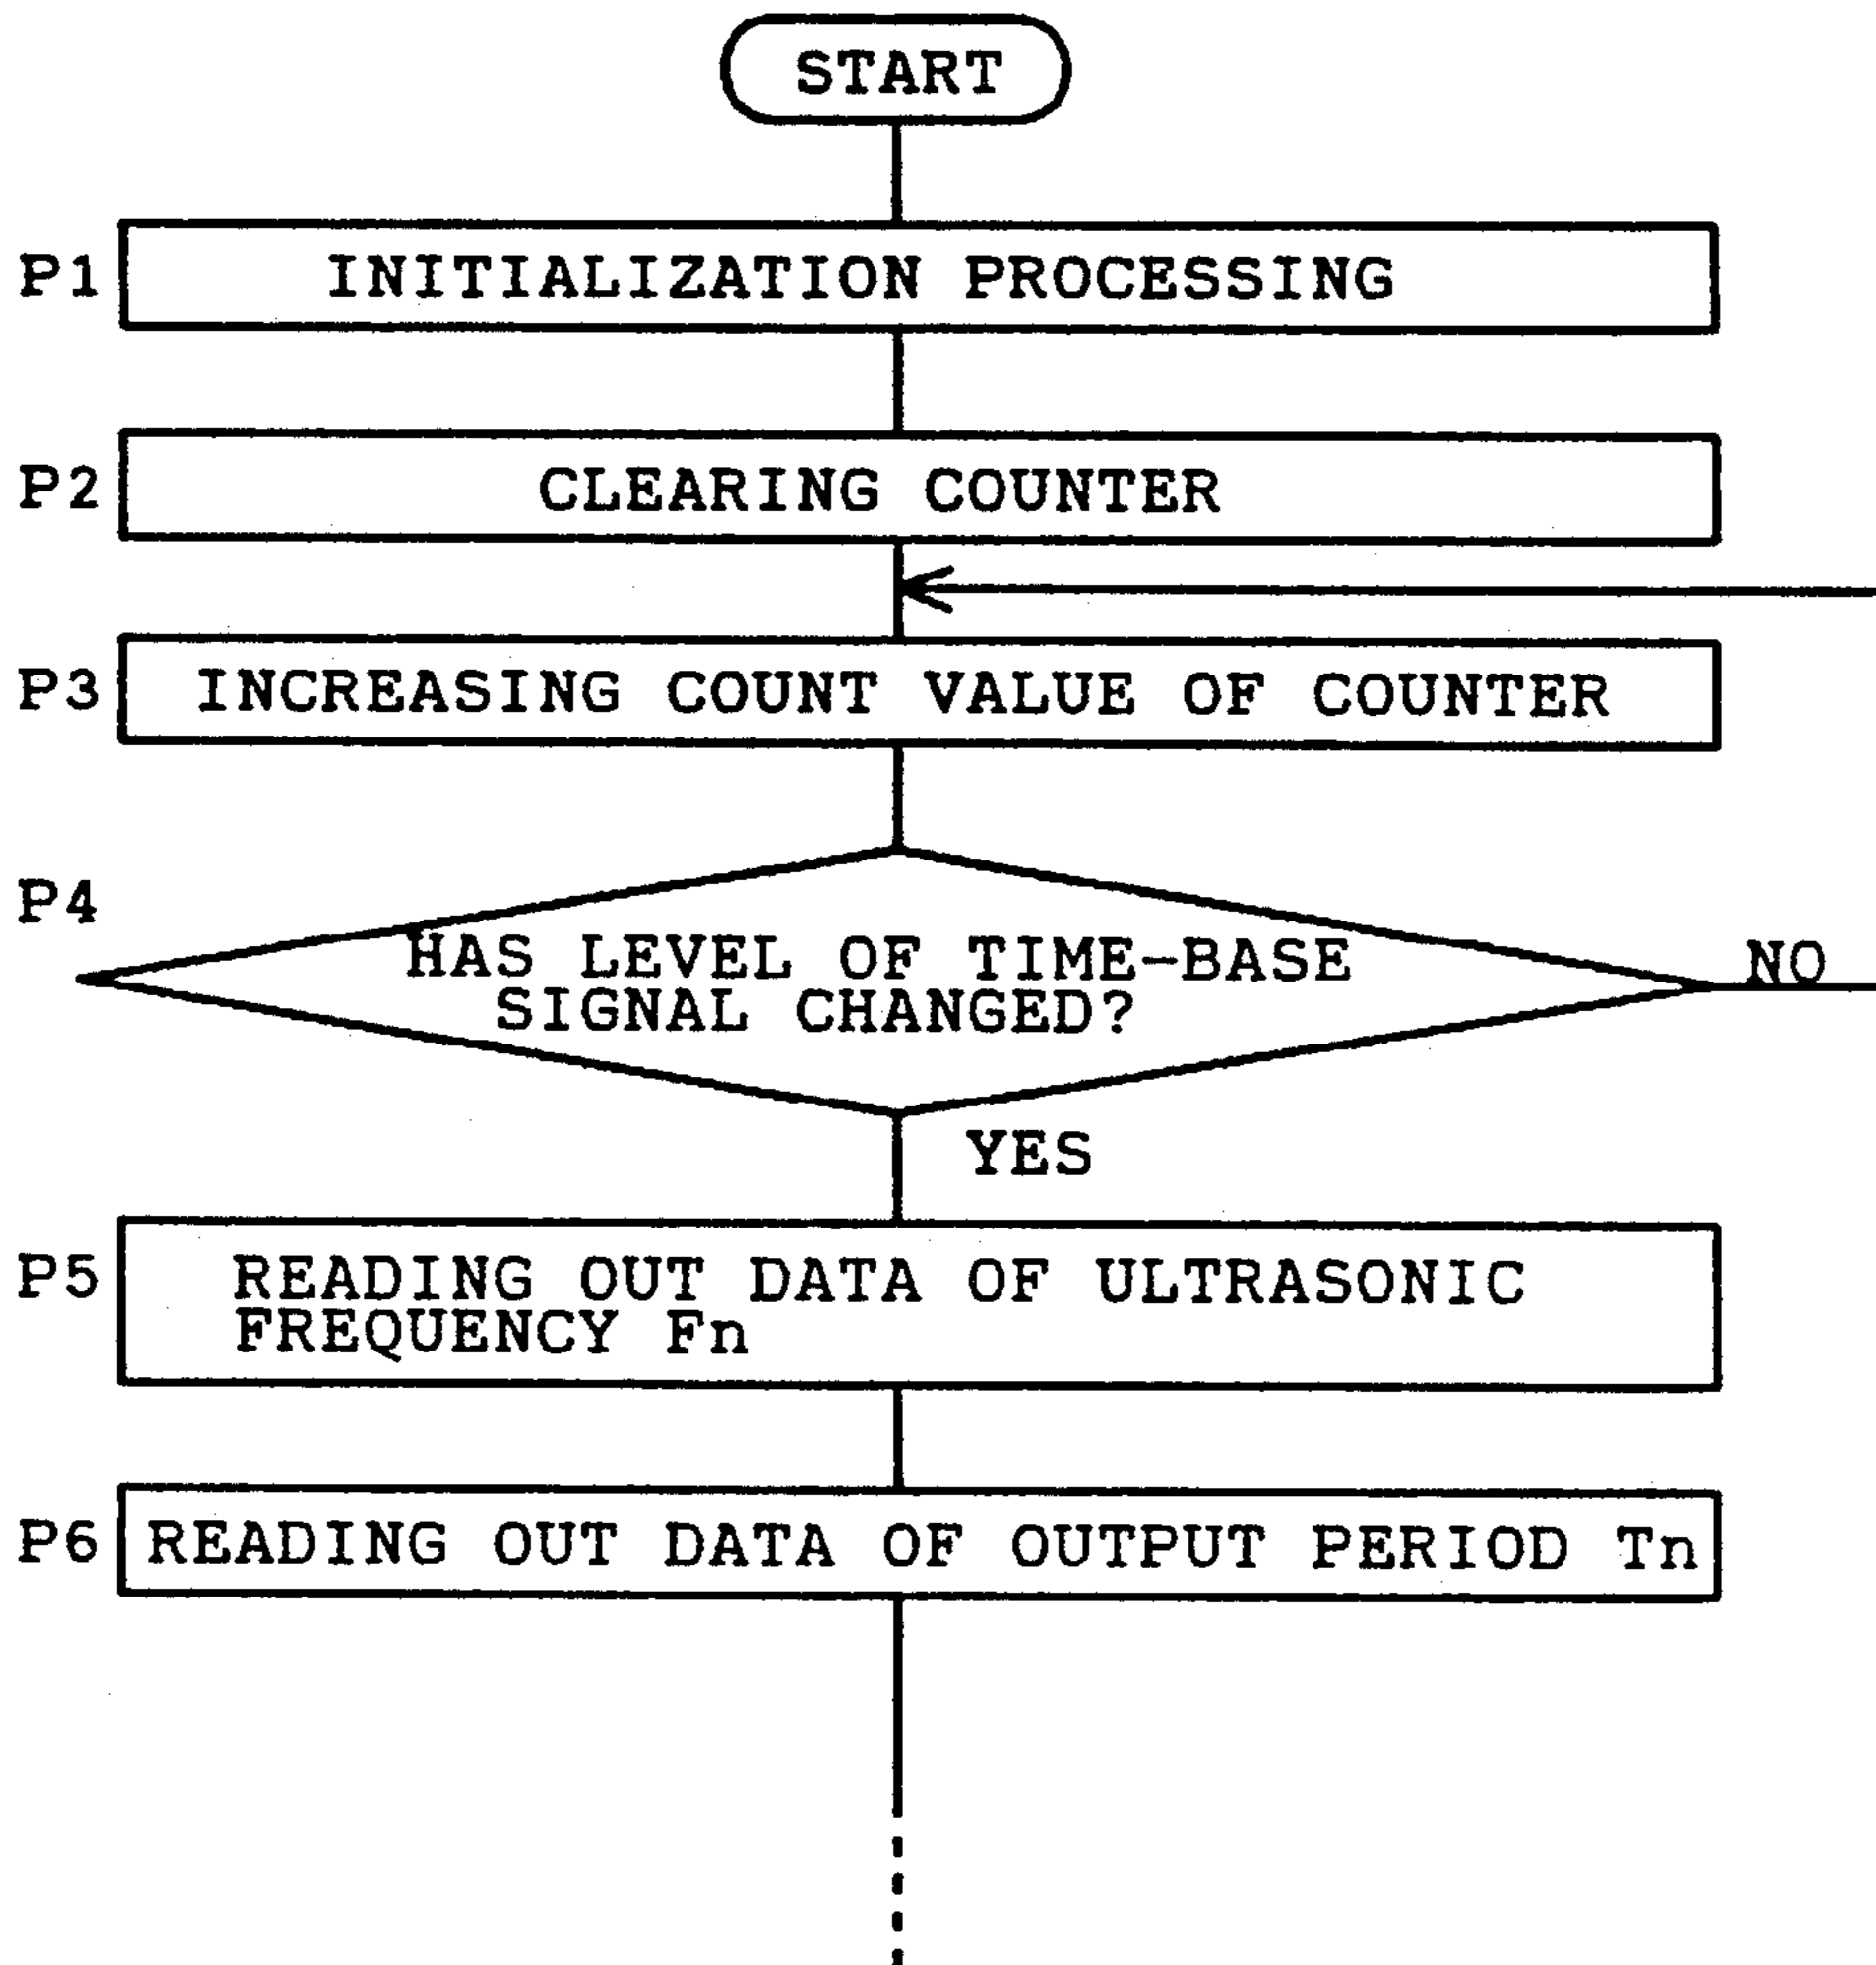 START
P1 INITIALIZATION PROCESSING
P2 CLEARING COUNTER
P3 INCREASING COUNT VALUE OF COUNTER
P4
HAS LEVEL OF TIME-BASE
SIGNAL CHANGED?
NO
YES
P5 READING OUT DATA OF ULTRASONIC
FREQUENCY Fn
P6 READING OUT DATA OF OUTPUT PERIOD Tn